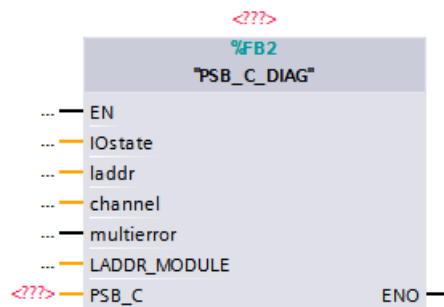 <???>
%FB2
"PSB_C_DIAG"
... EN
... IOstate
... laddr
... channel
... multierror
... LADDR_MODULE
<???> PSB_C ENO